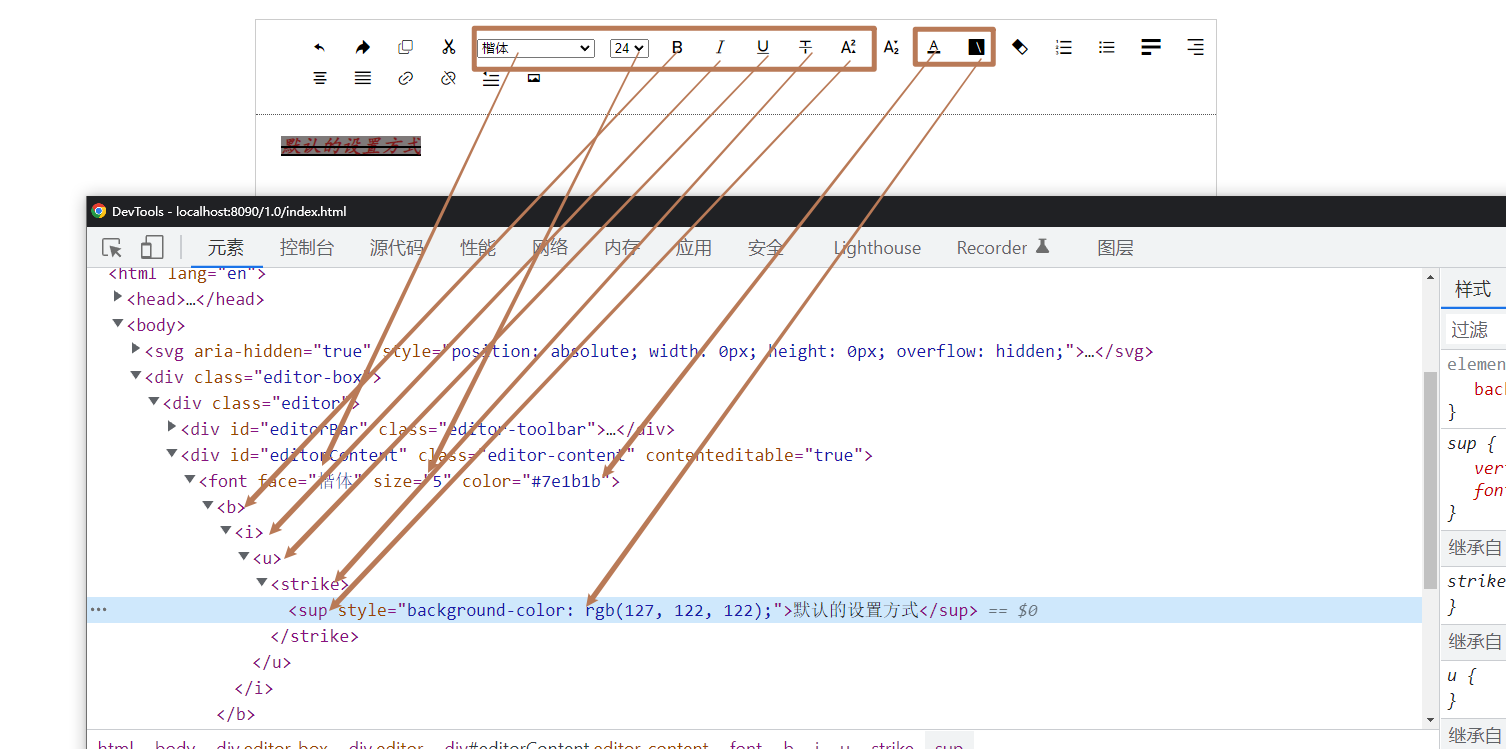 楷体 24 B I U T A² A₂ A
默认的设置方式
DevTools - localhost:8090/1.0/index.html
元素 控制台 源代码 性能 网络 内存 应用 安全 Lighthouse Recorder 图层
<html lang="en">
<head>…</head>
<body>
<svg aria-hidden="true" style="position: absolute; width: 0px; height: 0px; overflow: hidden;">…</svg>
<div class="editor-box">
<div class="editor">
<div id="editorBar" class="editor-toolbar">…</div>
<div id="editorContent" class="editor-content" contenteditable="true">
<font face="楷体" size="5" color="#7e1b1b">
<b>
<i>
<u>
<strike>
<sup style="background-color: rgb(127, 122, 122);">默认的设置方式</sup> == $0
</strike>
</u>
</i>
</b>
html body div.editor-box div.editor div#editorContent.editor-content font b i u strike sup
样式
过滤
elemen
back
}
sup {
ver
fon
}
继承自
strike
}
继承自
u {
}
继承自